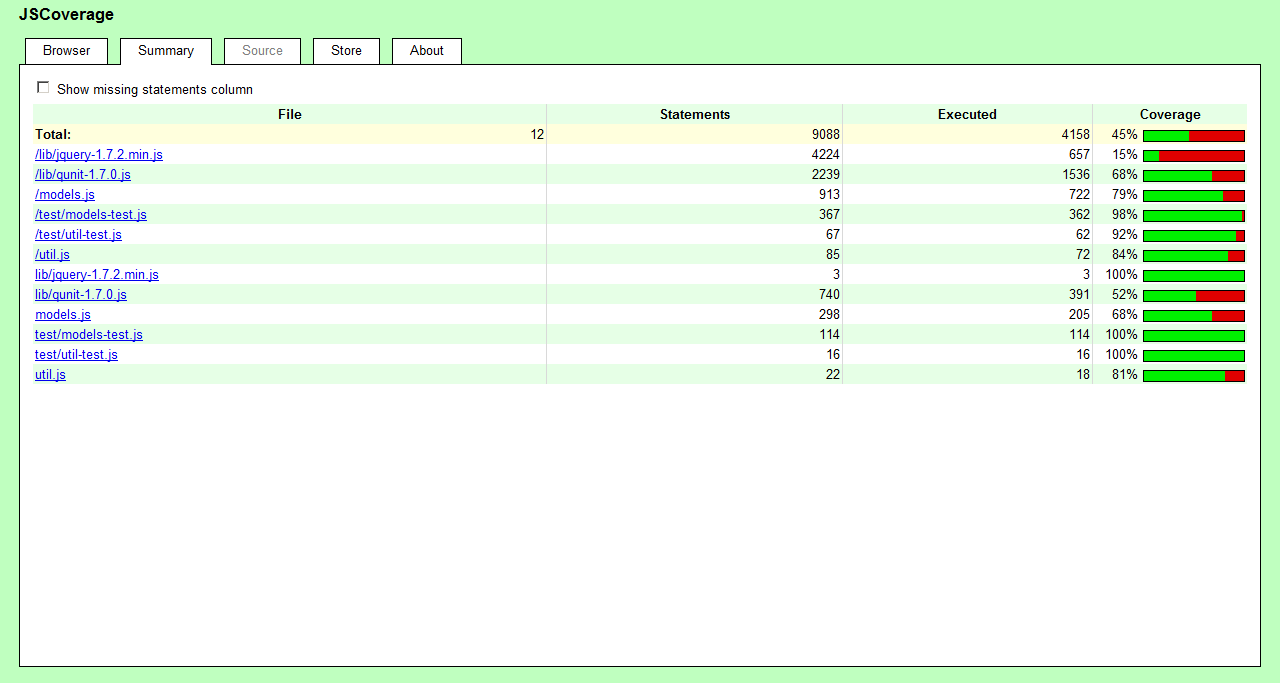 JSCoverage
Browser Summary Source Store About
Show missing statements column
File Statements Executed Coverage
Total: 12 9088 4158 45%
/lib/jquery-1.7.2.min.js 4224 657 15%
/lib/qunit-1.7.0.js 2239 1536 68%
/models.js 913 722 79%
/test/models-test.js 367 362 98%
/test/util-test.js 67 62 92%
/util.js 85 72 84%
lib/jquery-1.7.2.min.js 3 3 100%
lib/qunit-1.7.0.js 740 391 52%
models.js 298 205 68%
test/models-test.js 114 114 100%
test/util-test.js 16 16 100%
util.js 22 18 81%